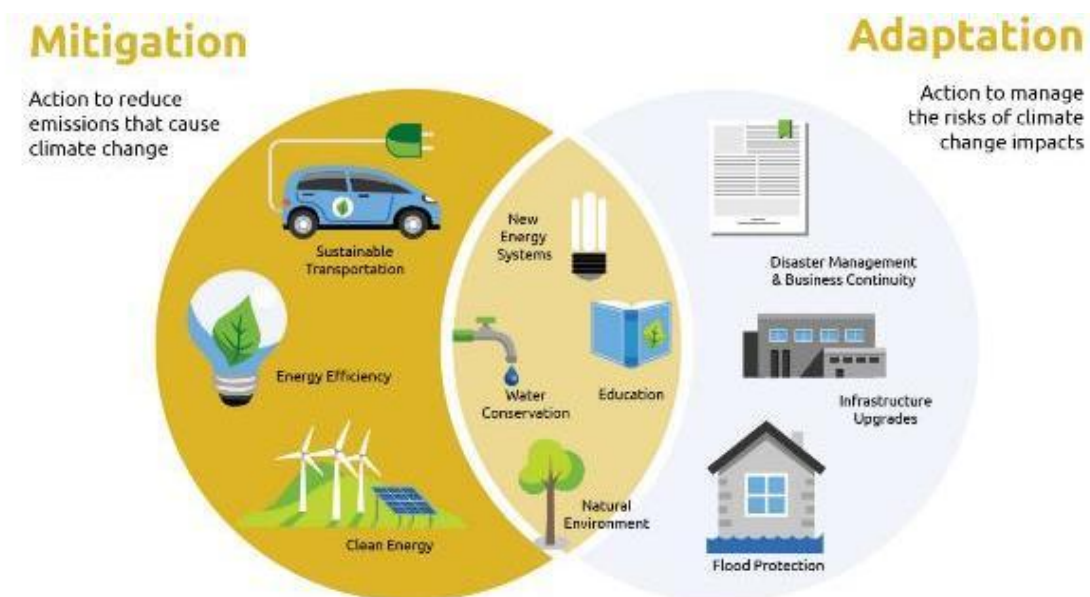 Mitigation
Action to reduce
emissions that cause
climate change
Sustainable
Transportation
Energy Efficiency
Clean Energy
New
Energy
Systems
Water
Conservation
Education
Natural
Environment
Adaptation
Action to manage
the risks of climate
change impacts
Disaster Management
& Business Continuity
Infrastructure
Upgrades
Flood Protection